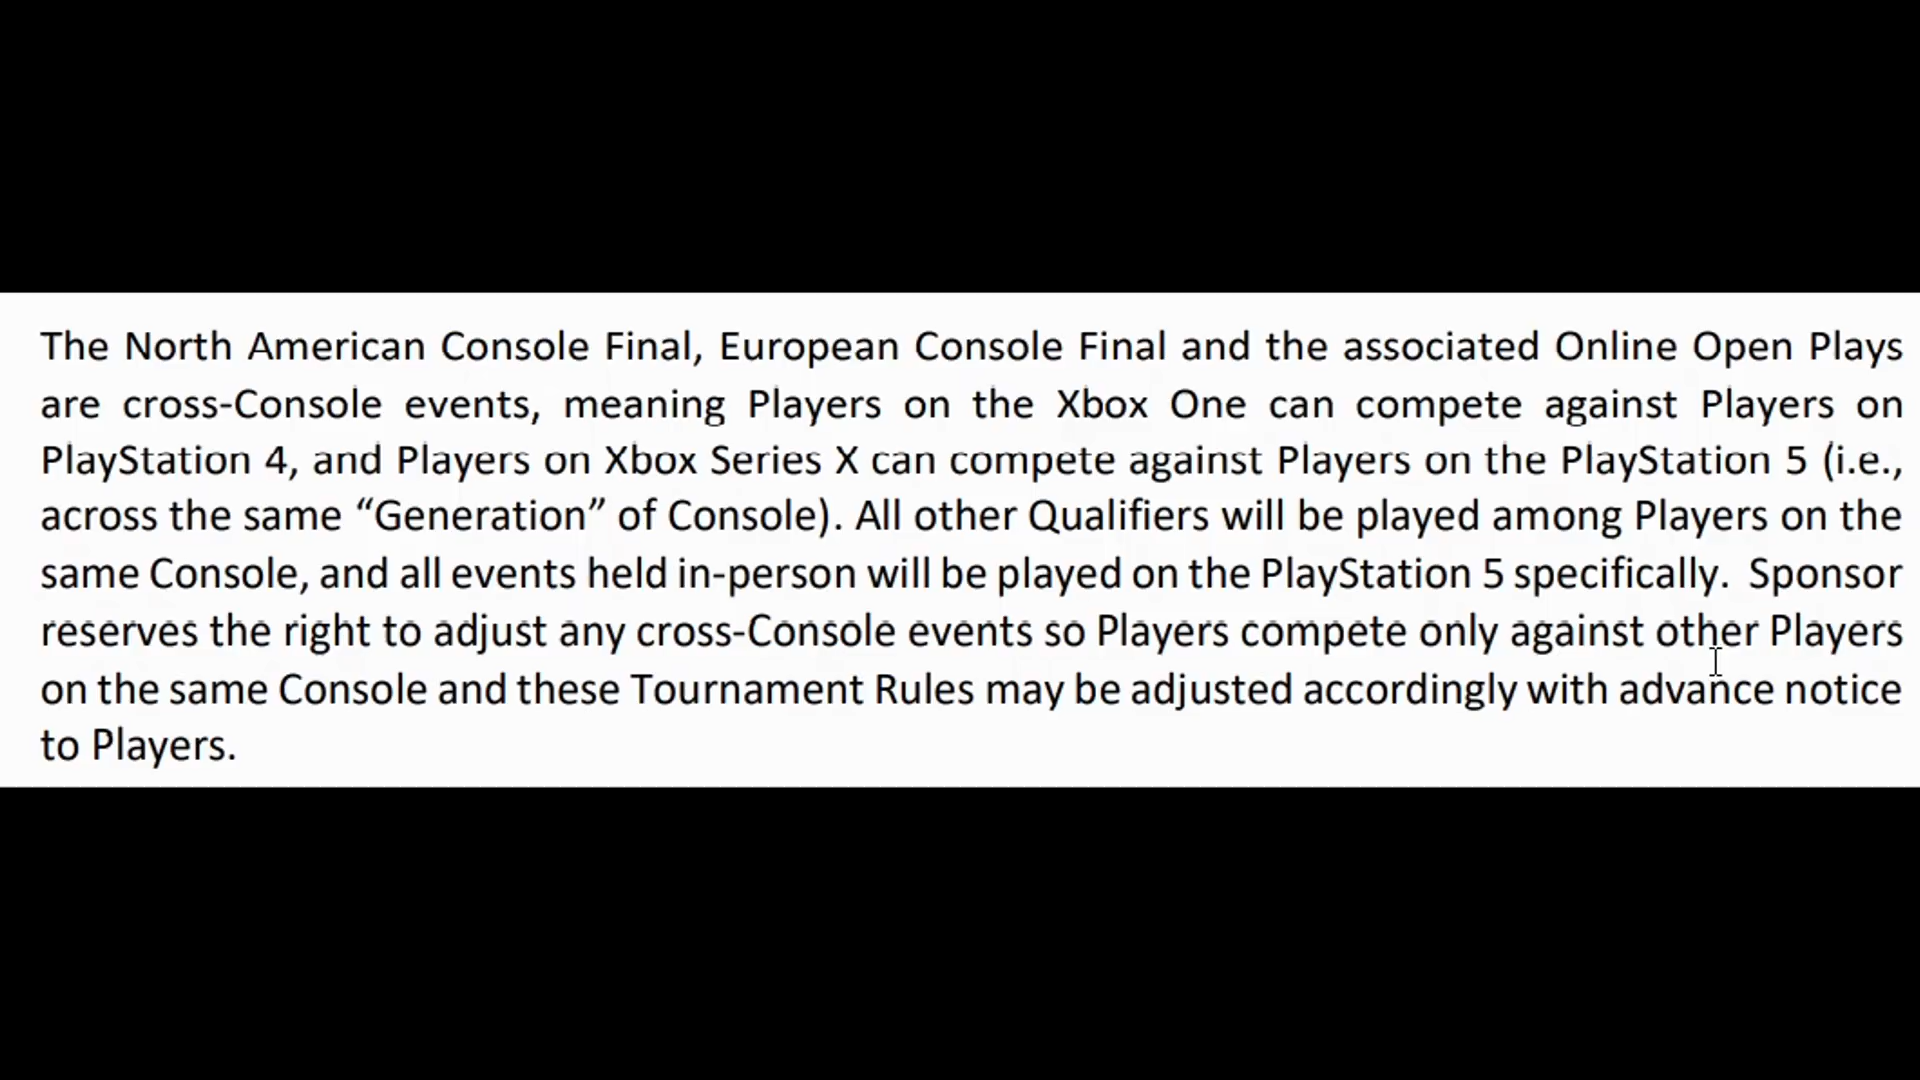 The North American Console Final, European Console Final and the associated Online Open Plays
are cross-Console events, meaning Players on the Xbox One can compete against Players on
PlayStation 4, and Players on Xbox Series X can compete against Players on the PlayStation 5 (i.e.,
across the same “Generation” of Console). All other Qualifiers will be played among Players on the
same Console, and all events held in-person will be played on the PlayStation 5 specifically.  Sponsor
reserves the right to adjust any cross-Console events so Players compete only against other Players
on the same Console and these Tournament Rules may be adjusted accordingly with advance notice
to Players.